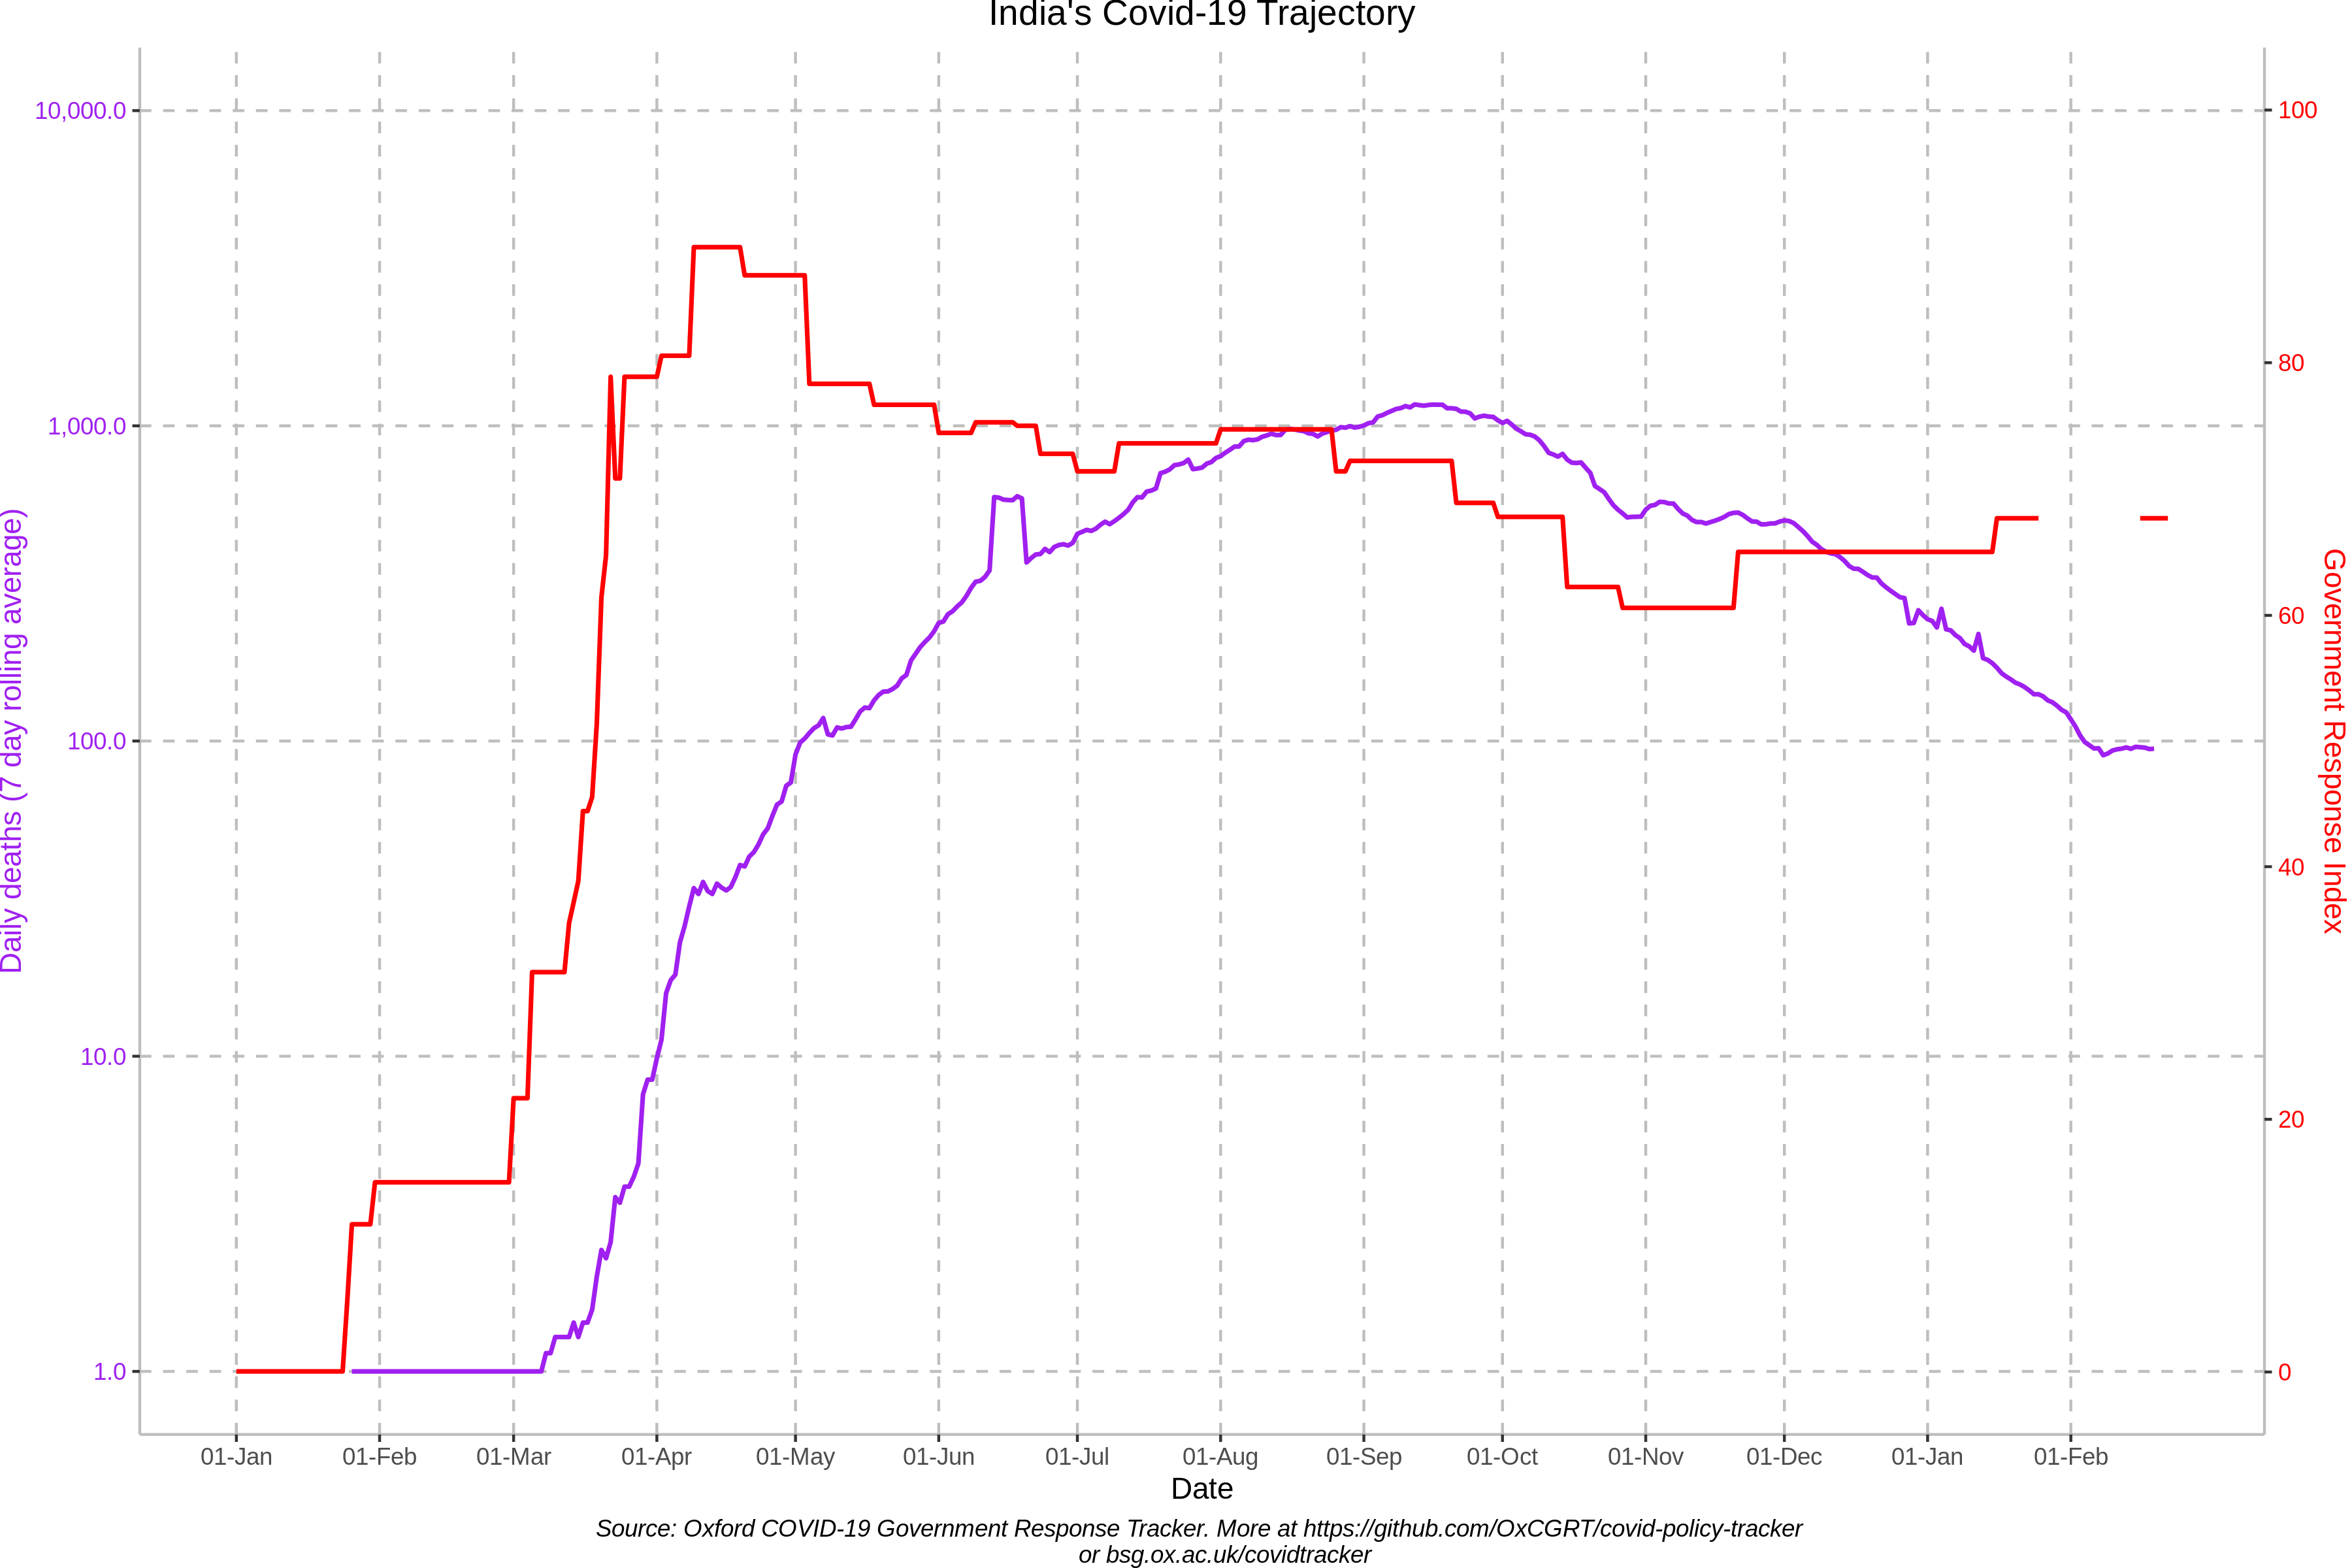 India's Covid-19 Trajectory
10,000.0
1,000.0
100.0
10.0
1.0
Daily deaths (7 day rolling average)
100
80
60
40
20
0
Government Response Index
01-Jan 01-Feb 01-Mar 01-Apr 01-May 01-Jun 01-Jul 01-Aug 01-Sep 01-Oct 01-Nov 01-Dec 01-Jan 01-Feb
Date
Source: Oxford COVID-19 Government Response Tracker. More at https://github.com/OxCGRT/covid-policy-tracker
or bsg.ox.ac.uk/covidtracker